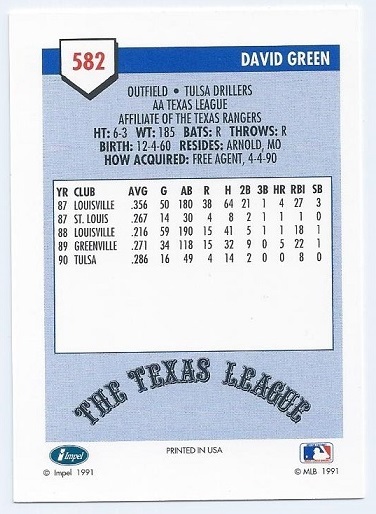 582
DAVID GREEN
OUTFIELD • TULSA DRILLERS
AA TEXAS LEAGUE
AFFILIATE OF THE TEXAS RANGERS
HT: 6-3 WT: 185 BATS: R THROWS: R
BIRTH: 12-4-60 RESIDES: ARNOLD, MO
HOW ACQUIRED: FREE AGENT, 4-4-90
YR CLUB AVG G AB R H 2B 3B HR RBI SB
87 LOUISVILLE .356 50 180 38 64 21 1 4 27 3
87 ST. LOUIS .267 14 30 4 8 2 1 1 1 0
88 LOUISVILLE .216 59 190 15 41 5 1 1 18 1
89 GREENVILLE .271 34 118 15 32 9 0 5 22 1
90 TULSA .286 16 49 4 14 2 0 0 8 0
THE TEXAS LEAGUE
Impel
© Impel 1991
PRINTED IN USA
© MLB 1991